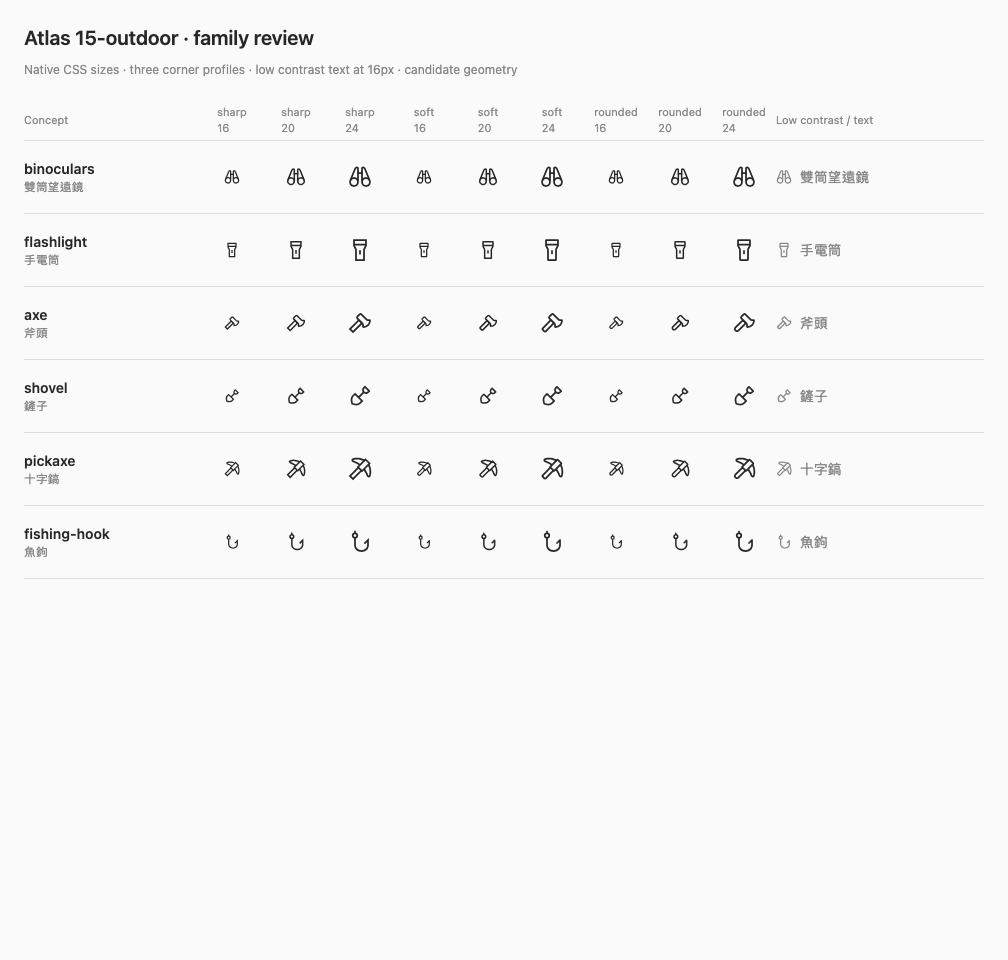 Atlas 15-outdoor · family review
Native CSS sizes · three corner profiles · low contrast text at 16px · candidate geometry
Concept sharp 16 sharp 20 sharp 24 soft 16 soft 20 soft 24 rounded 16 rounded 20 rounded 24 Low contrast / text
binoculars
雙筒望遠鏡 雙筒望遠鏡
flashlight
手電筒 手電筒
axe
斧頭 斧頭
shovel
鏟子 鏟子
pickaxe
十字鎬 十字鎬
fishing-hook
魚鉤 魚鉤